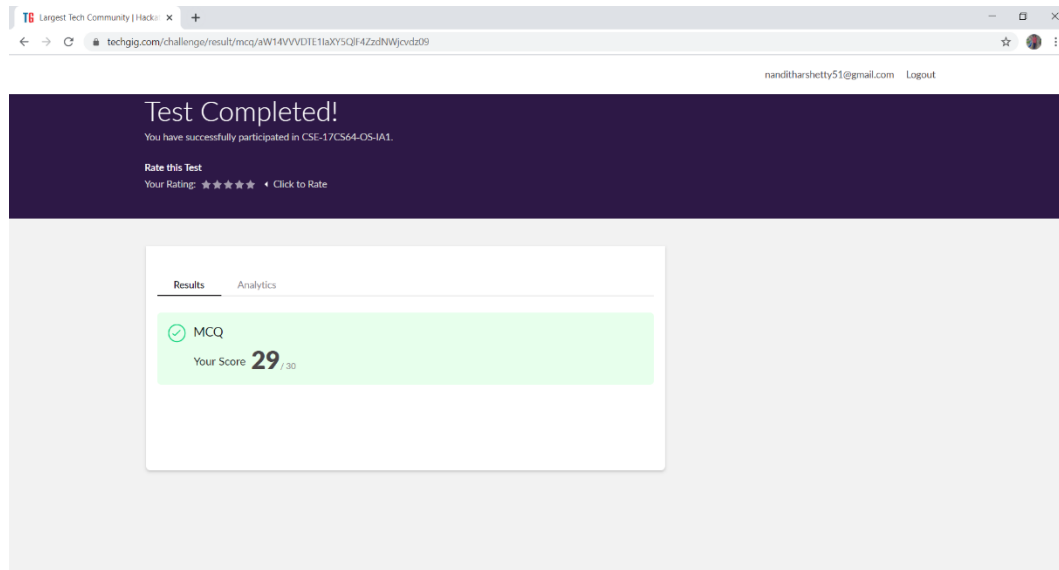 TG Largest Tech Community | Hacka
techgig.com/challenge/result/mcq/
nanditharshetty51@gmail.com Logout
Test Completed!
You have successfully participated in CSE-17CS64-OS-IA1.
Rate this Test
Your Rating: Click to Rate
Results Analytics
MCQ
Your Score 29 / 30